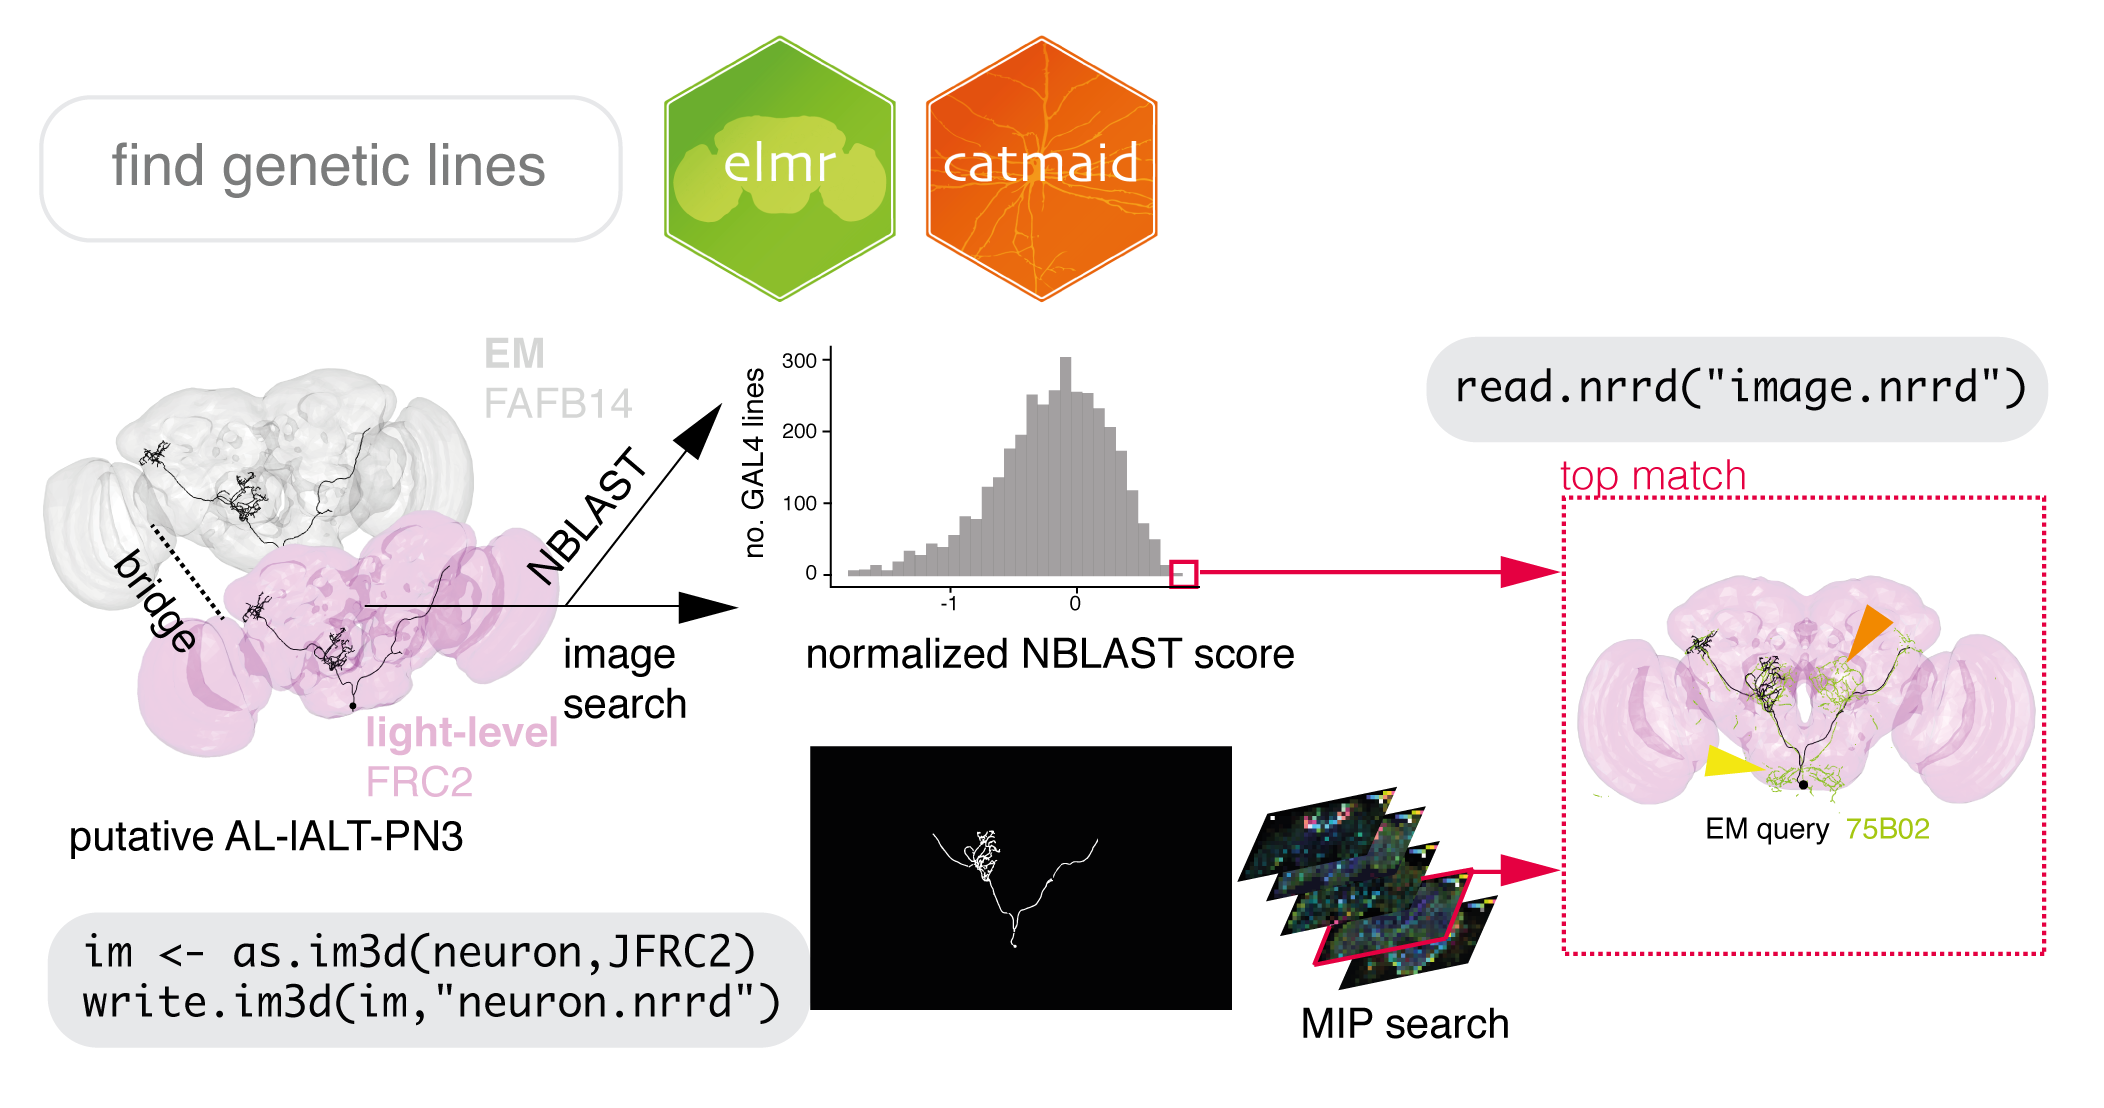 find genetic lines
elmr
catmaid
EM
FAFB14
bridge
NBLAST
image
search
light-level
FRC2
putative AL-lALT-PN3
im <- as.im3d(neuron,JFRC2)
write.im3d(im,"neuron.nrrd")
no. GAL4 lines
300
200
100
0
-1
0
normalized NBLAST score
MIP search
read.nrrd("image.nrrd")
top match
EM query 75B02